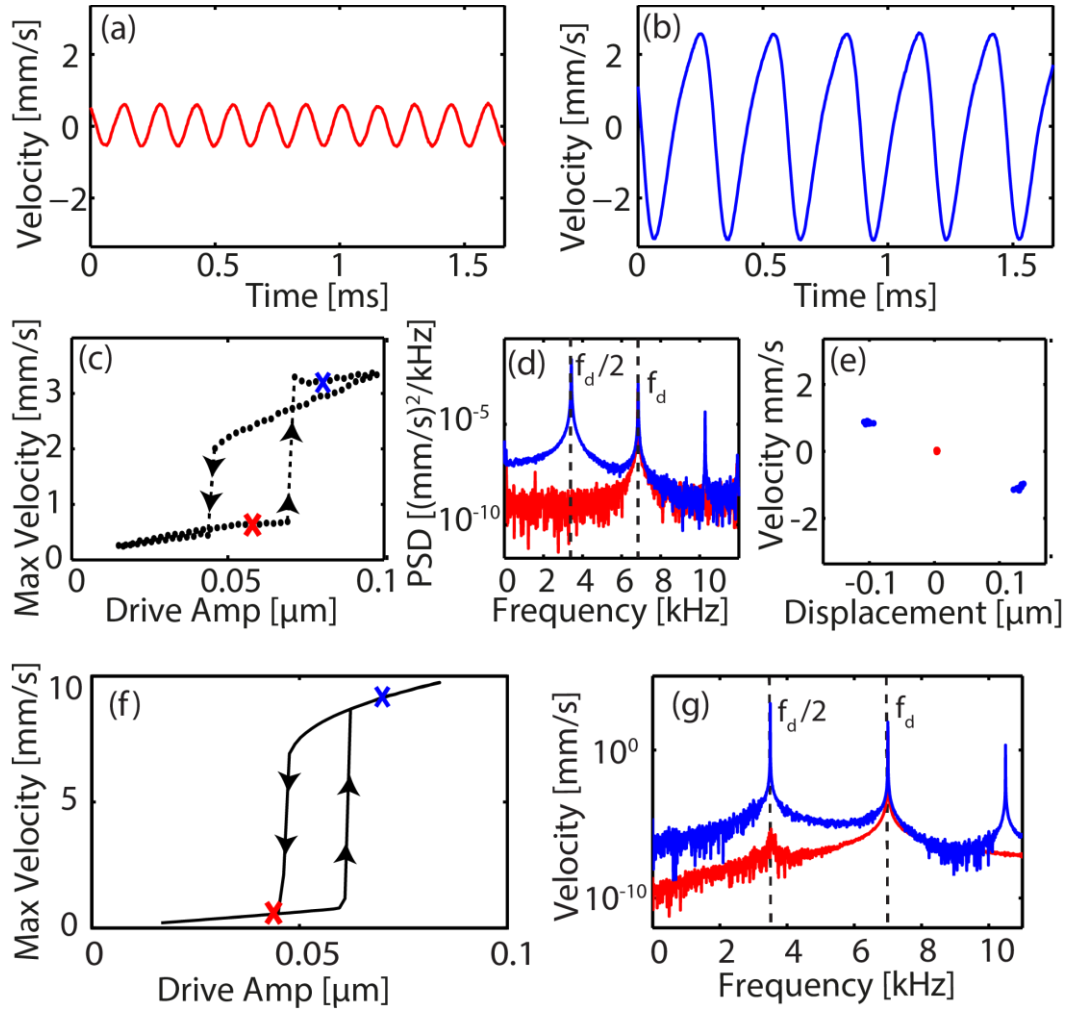 (a)
Velocity [mm/s]
2
0
−2
0
0.5
1
1.5
Time [ms]
(b)
Velocity [mm/s]
2
0
−2
0
0.5
1
1.5
Time [ms]
(c)
Max Velocity [mm/s]
3
2
1
0
0
0.05
0.1
Drive Amp [µm]
(d)
PSD [(mm/s)²/kHz]
f_d/2
f_d
10⁻⁵
10⁻¹⁰
0 2 4 6 8 10
Frequency [kHz]
(e)
Velocity mm/s
2
0
-2
-0.1
0
0.1
Displacement [µm]
(f)
Max Velocity [mm/s]
10
5
0
0
0.05
0.1
Drive Amp [µm]
(g)
Velocity [mm/s]
f_d/2
f_d
10⁰
10⁻¹⁰
0 2 4 6 8 10
Frequency [kHz]